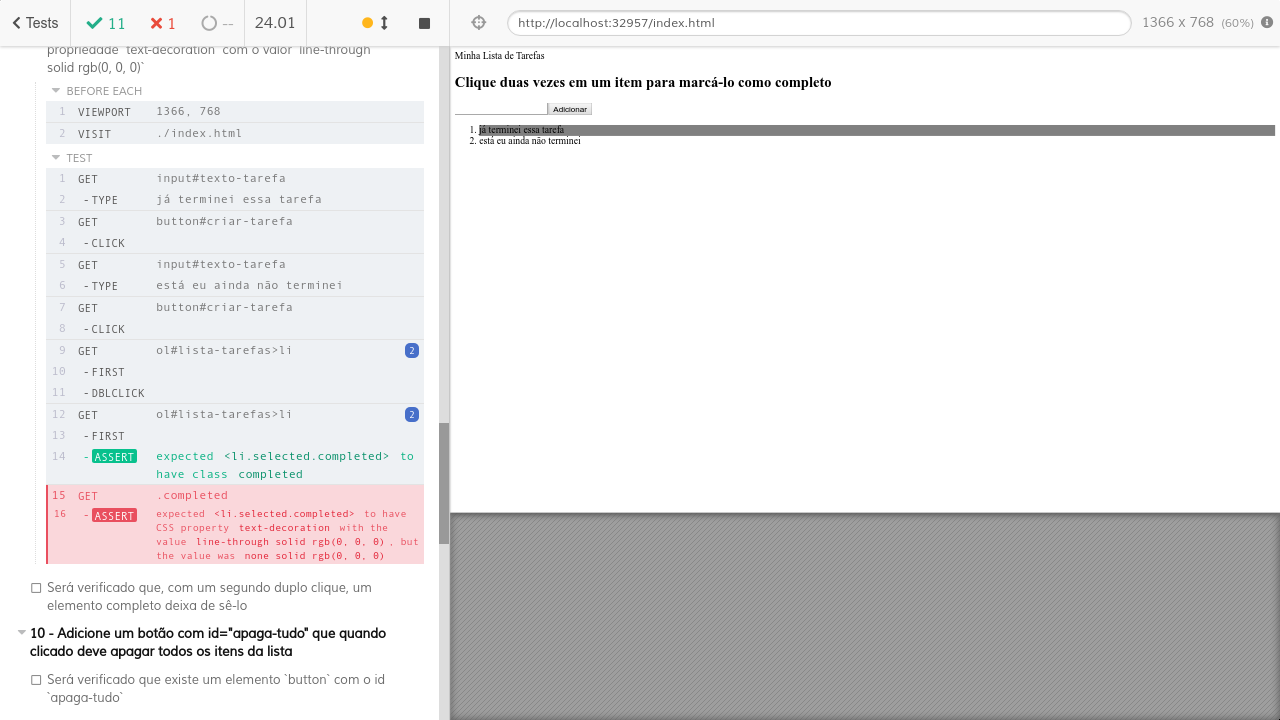 Tests
11
1
--
24.01
http://localhost:32957/index.html
1366 x 768 (60%)
propriedade `text-decoration` com o valor `line-through
solid rgb(0, 0, 0)`
BEFORE EACH
1 VIEWPORT 1366, 768
2 VISIT ./index.html
TEST
1 GET input#texto-tarefa
2 -TYPE já terminei essa tarefa
3 GET button#criar-tarefa
4 -CLICK
5 GET input#texto-tarefa
6 -TYPE está eu ainda não terminei
7 GET button#criar-tarefa
8 -CLICK
9 GET ol#lista-tarefas>li 2
10 -FIRST
11 -DBLCLICK
12 GET ol#lista-tarefas>li 2
13 -FIRST
14 -ASSERT expected <li.selected.completed> to
have class completed
15 GET .completed
16 -ASSERT expected <li.selected.completed> to have
CSS property text-decoration with the
value line-through solid rgb(0, 0, 0), but
the value was none solid rgb(0, 0, 0)
Será verificado que, com um segundo duplo clique, um
elemento completo deixa de sê-lo
10 - Adicione um botão com id="apaga-tudo" que quando
clicado deve apagar todos os itens da lista
Será verificado que existe um elemento `button` com o id
`apaga-tudo`
Minha Lista de Tarefas
Clique duas vezes em um item para marcá-lo como completo
Adicionar
1. já terminei essa tarefa
2. está eu ainda não terminei